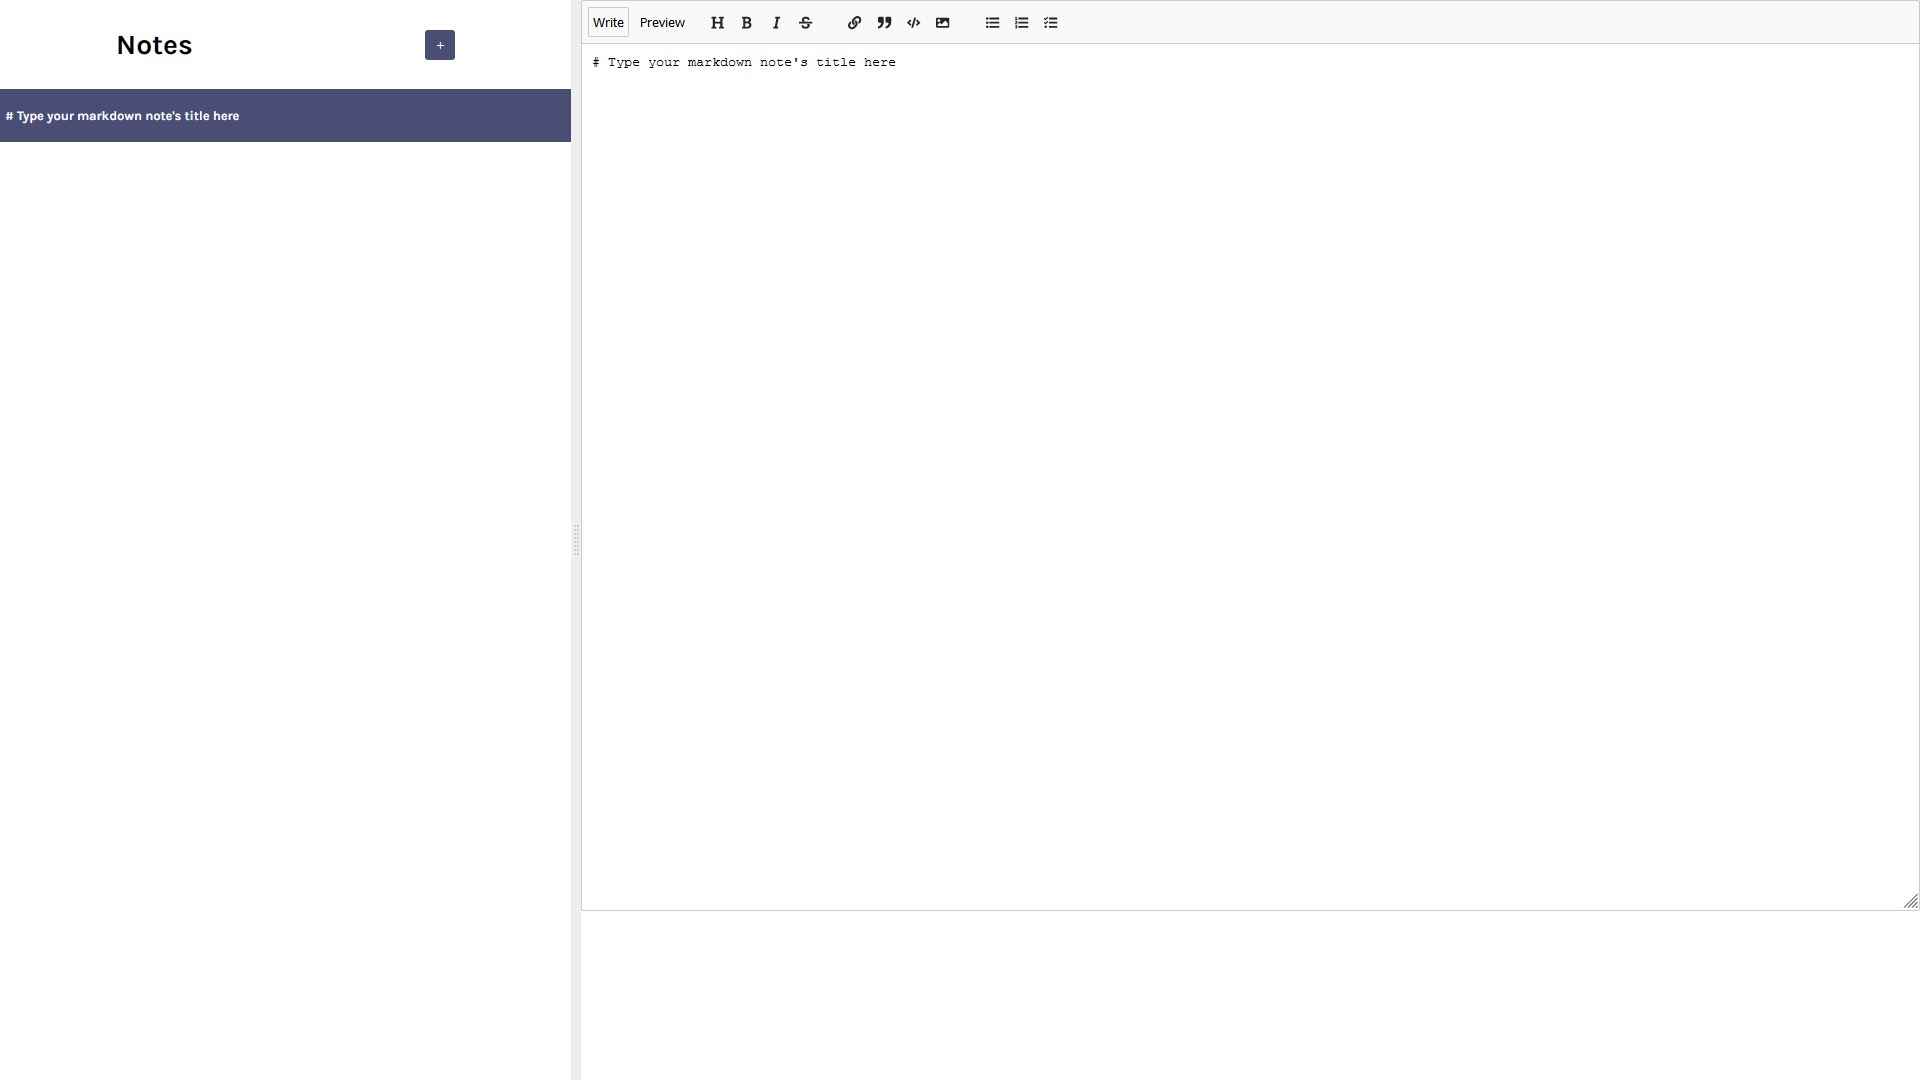 Notes
+
# Type your markdown note's title here
Write Preview H B I S
# Type your markdown note's title here